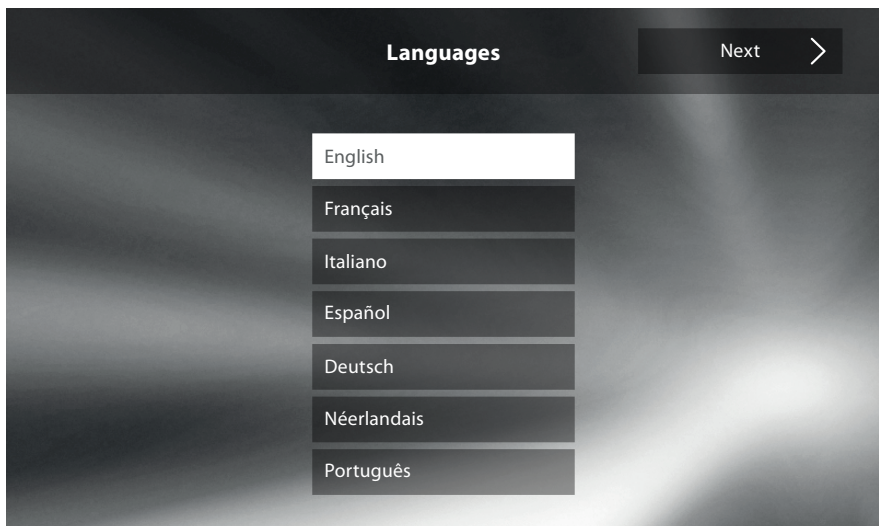 Languages
Next
English
Français
Italiano
Español
Deutsch
Néerlandais
Português